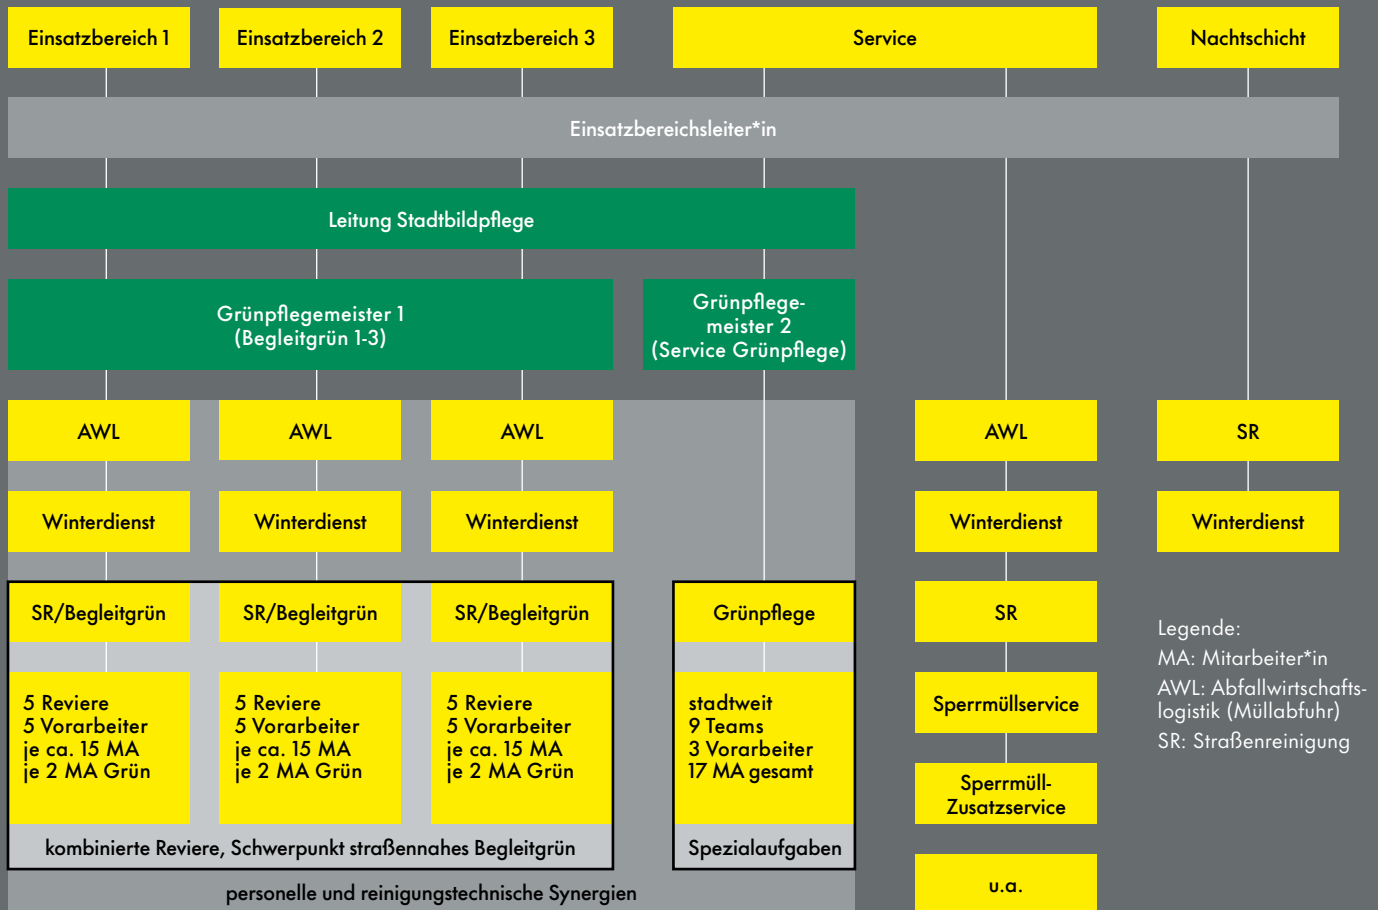 Einsatzbereich 1
Einsatzbereich 2
Einsatzbereich 3
Service
Nachtschicht
Einsatzbereichsleiter*in
Leitung Stadtbildpflege
Grünpflegemeister 1
(Begleitgrün 1-3)
Grünpflege-
meister 2
(Service Grünpflege)
AWL
AWL
AWL
AWL
SR
Winterdienst
Winterdienst
Winterdienst
Winterdienst
Winterdienst
SR/Begleitgrün
SR/Begleitgrün
SR/Begleitgrün
Grünpflege
SR
5 Reviere
5 Vorarbeiter
je ca. 15 MA
je 2 MA Grün
5 Reviere
5 Vorarbeiter
je ca. 15 MA
je 2 MA Grün
5 Reviere
5 Vorarbeiter
je ca. 15 MA
je 2 MA Grün
stadtweit
9 Teams
3 Vorarbeiter
17 MA gesamt
Sperrmüllservice
Sperrmüll-
Zusatzservice
u.a.
kombinierte Reviere, Schwerpunkt straßennahes Begleitgrün
Spezialaufgaben
personelle und reinigungstechnische Synergien
Legende:
MA: Mitarbeiter*in
AWL: Abfallwirtschafts-
logistik (Müllabfuhr)
SR: Straßenreinigung